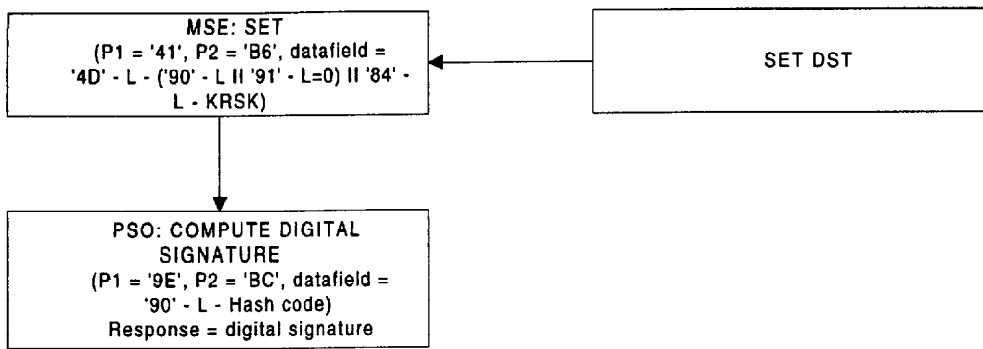 MSE: SET
(P1 = '41', P2 = 'B6', datafield =
'4D' - L - ('90' - L II '91' - L=0) II '84' -
L - KRSK)
SET DST
PSO: COMPUTE DIGITAL
SIGNATURE
(P1 = '9E', P2 = 'BC', datafield =
'90' - L - Hash code)
Response = digital signature